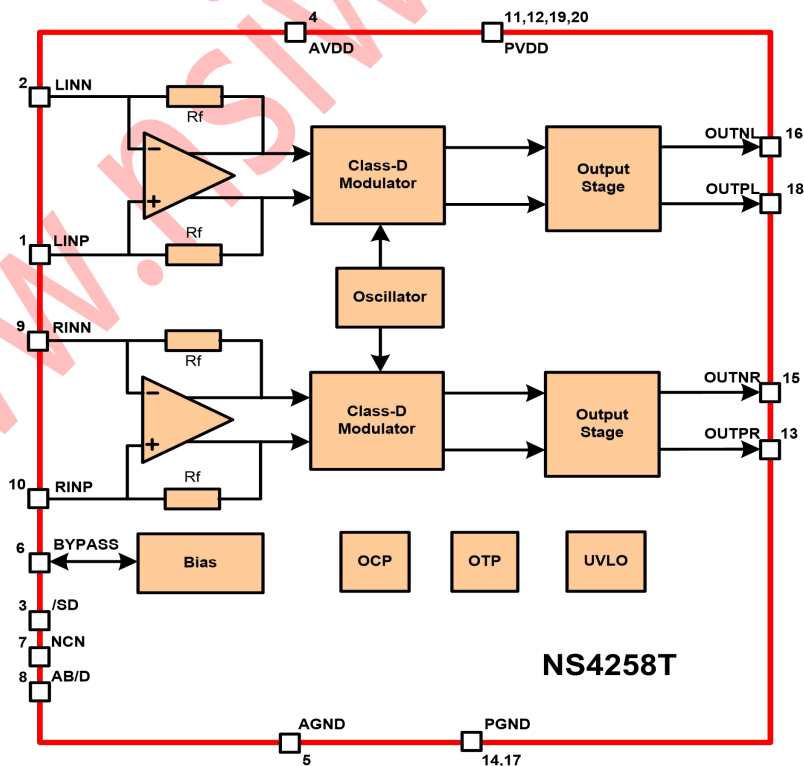 4
AVDD
11,12,19,20
PVDD
2
LINN
Rf
Class-D
Modulator
Output
Stage
OUTNL
16
OUTPL
18
1
LINP
Rf
Oscillator
9
RINN
Rf
Class-D
Modulator
Output
Stage
OUTNR
15
OUTPR
13
10
RINP
Rf
6
BYPASS
Bias
OCP
OTP
UVLO
3
/SD
7
NCN
8
AB/D
NS4258T
AGND
5
PGND
14,17
w.nsiw